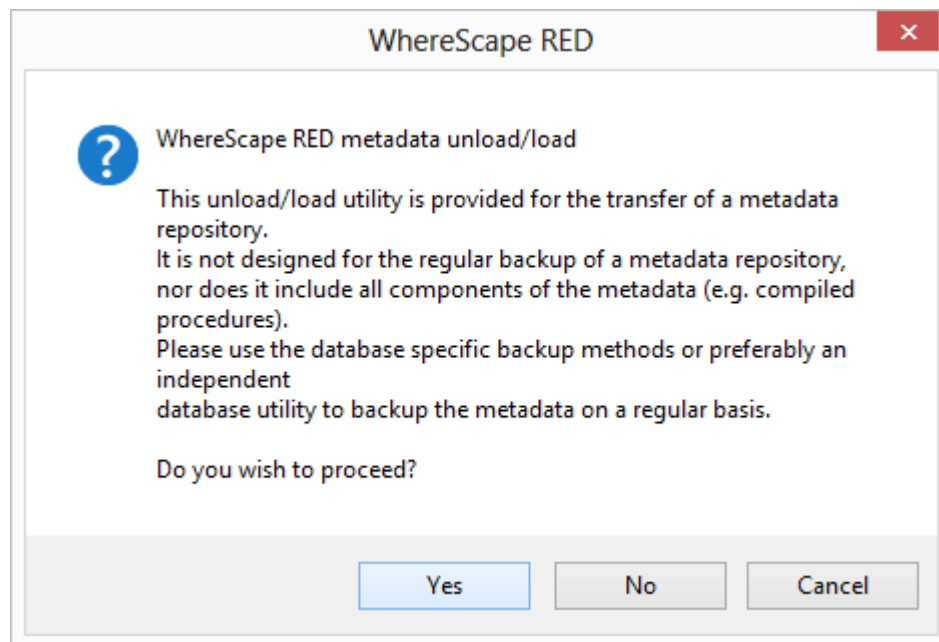 WhereScape RED
WhereScape RED metadata unload/load
This unload/load utility is provided for the transfer of a metadata
repository.
It is not designed for the regular backup of a metadata repository,
nor does it include all components of the metadata (e.g. compiled
procedures).
Please use the database specific backup methods or preferably an
independent
database utility to backup the metadata on a regular basis.
Do you wish to proceed?
Yes
No
Cancel